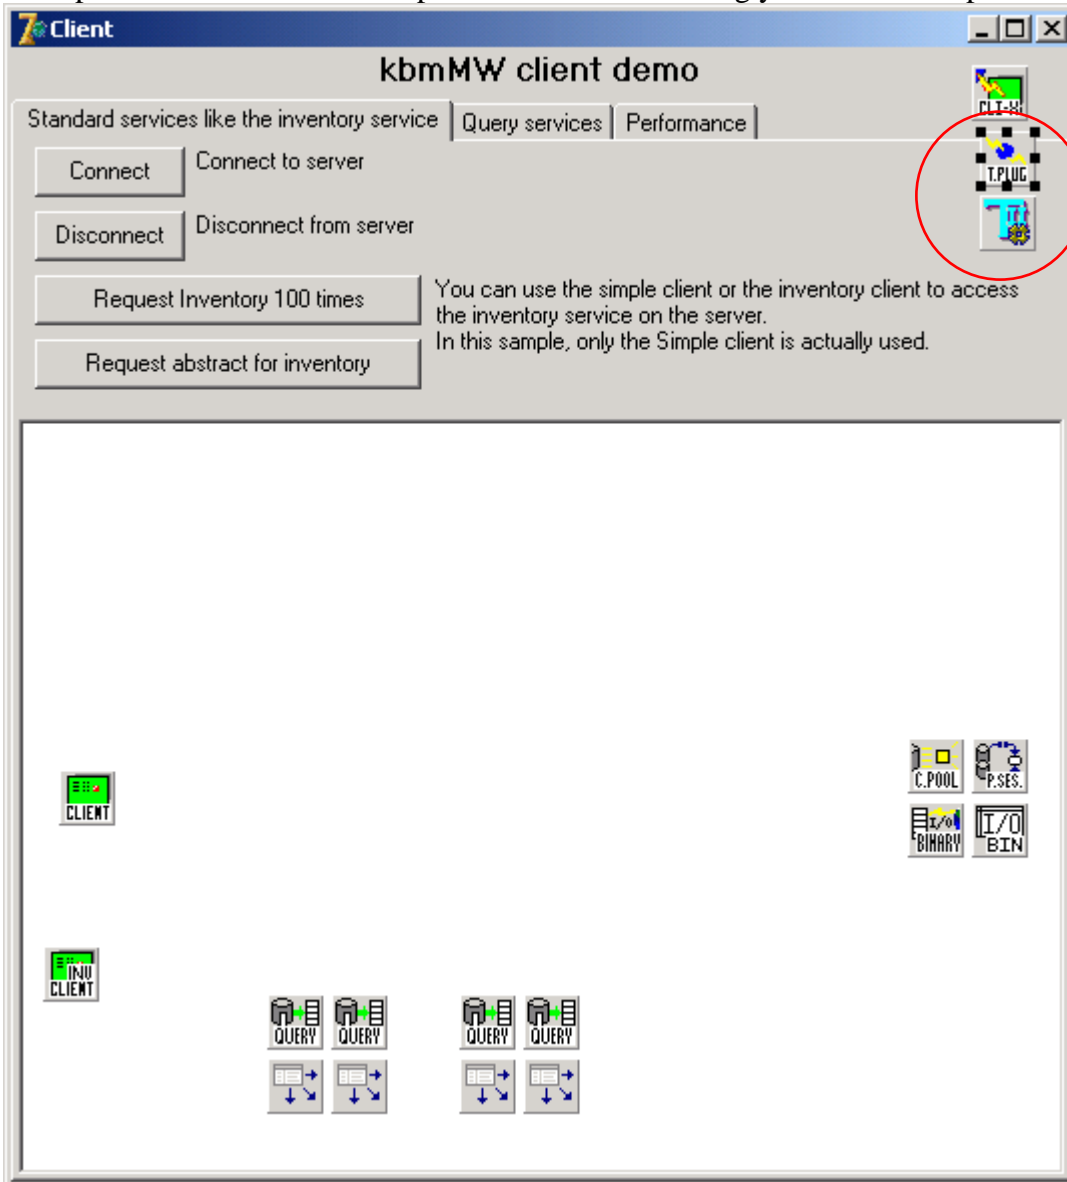 Client
kbmMW client demo
CLI-X!
Standard services like the inventory service Query services Performance
T.PLUG
Connect Connect to server
Disconnect Disconnect from server
Request Inventory 100 times
You can use the simple client or the inventory client to access
the inventory service on the server.
In this sample, only the Simple client is actually used.
Request abstract for inventory
C.POOL P.SES.
CLIENT
I/O BINARY I/O BIN
INV CLIENT
QUERY QUERY QUERY QUERY